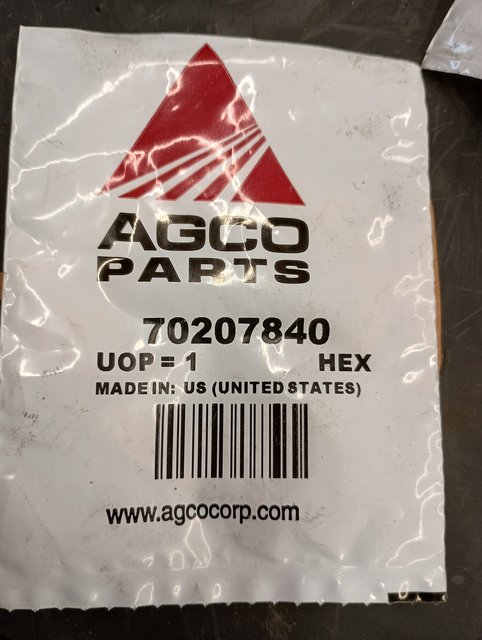 AGCO
PARTS
70207840
UOP = 1 HEX
MADE IN: US (UNITED STATES)
www.agcocorp.com